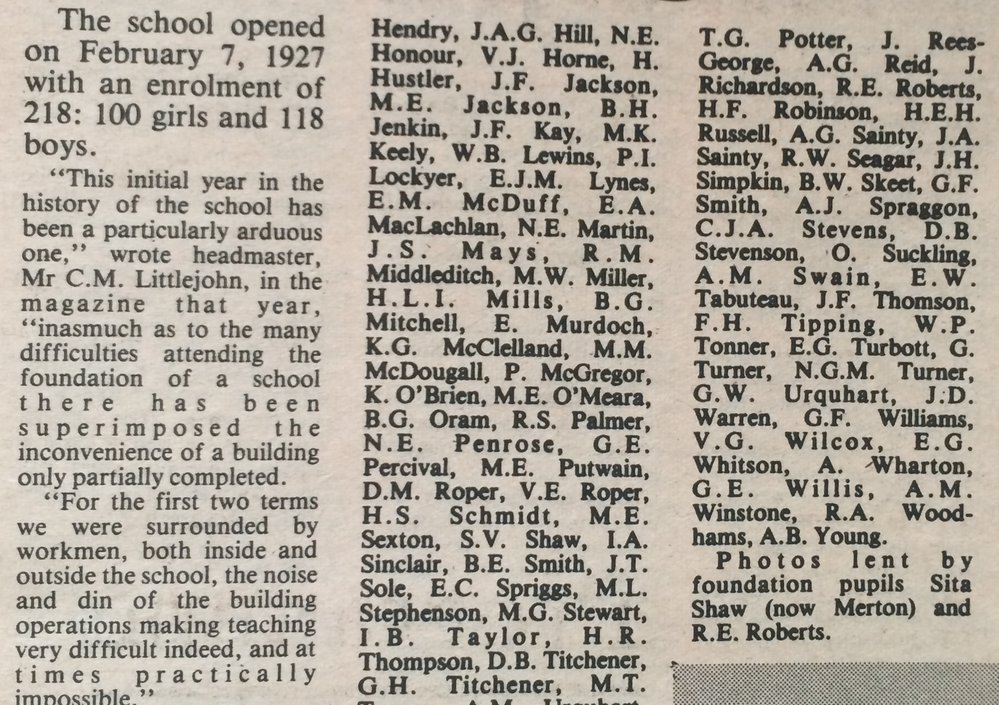 The school opened
on February 7, 1927
with an enrolment of
218: 100 girls and 118
boys.
"This initial year in the
history of the school has
been a particularly arduous
one," wrote headmaster,
Mr C.M. Littlejohn, in the
magazine that year,
"inasmuch as to the many
difficulties attending the
foundation of a school
there has been
superimposed the
inconvenience of a building
only partially completed.
"For the first two terms
we were surrounded by
workmen, both inside and
outside the school, the noise
and din of the building
operations making teaching
very difficult indeed, and at
times practically
impossible."
Hendry, J.A.G. Hill, N.E.
Honour, V.J. Horne, H.
Hustler, J.F. Jackson,
M.E. Jackson, B.H.
Jenkin, J.F. Kay, M.K.
Keely, W.B. Lewins, P.I.
Lockyer, E.J.M. Lynes,
E.M. McDuff, E.A.
MacLachlan, N.E. Martin,
J.S. Mays, R.M.
Middleditch, M.W. Miller,
H.L.I. Mills, B.G.
Mitchell, E. Murdoch,
K.G. McClelland, M.M.
McDougall, P. McGregor,
K. O'Brien, M.E. O'Meara,
B.G. Oram, R.S. Palmer,
N.E. Penrose, G.E.
Percival, M.E. Putwain,
D.M. Roper, V.E. Roper,
H.S. Schmidt, M.E.
Sexton, S.V. Shaw, I.A.
Sinclair, B.E. Smith, J.T.
Sole, E.C. Spriggs, M.L.
Stephenson, M.G. Stewart,
I.B. Taylor, H.R.
Thompson, D.B. Titchener,
G.H. Titchener, M.T.
A.M. Urquhart,
T.G. Potter, J. Rees-
George, A.G. Reid, J.
Richardson, R.E. Roberts,
H.F. Robinson, H.E.H.
Russell, A.G. Sainty, J.A.
Sainty, R.W. Seagar, J.H.
Simpkin, B.W. Skeet, G.F.
Smith, A.J. Spraggon,
C.J.A. Stevens, D.B.
Stevenson, O. Suckling,
A.M. Swain, E.W.
Tabuteau, J.F. Thomson,
F.H. Tipping, W.P.
Tonner, E.G. Turbott, G.
Turner, N.G.M. Turner,
G.W. Urquhart, J.D.
Warren, G.F. Williams,
V.G. Wilcox, E.G.
Whitson, A. Wharton,
G.E. Willis, A.M.
Winstone, R.A. Wood-
hams, A.B. Young.
Photos lent by
foundation pupils Sita
Shaw (now Merton) and
R.E. Roberts.